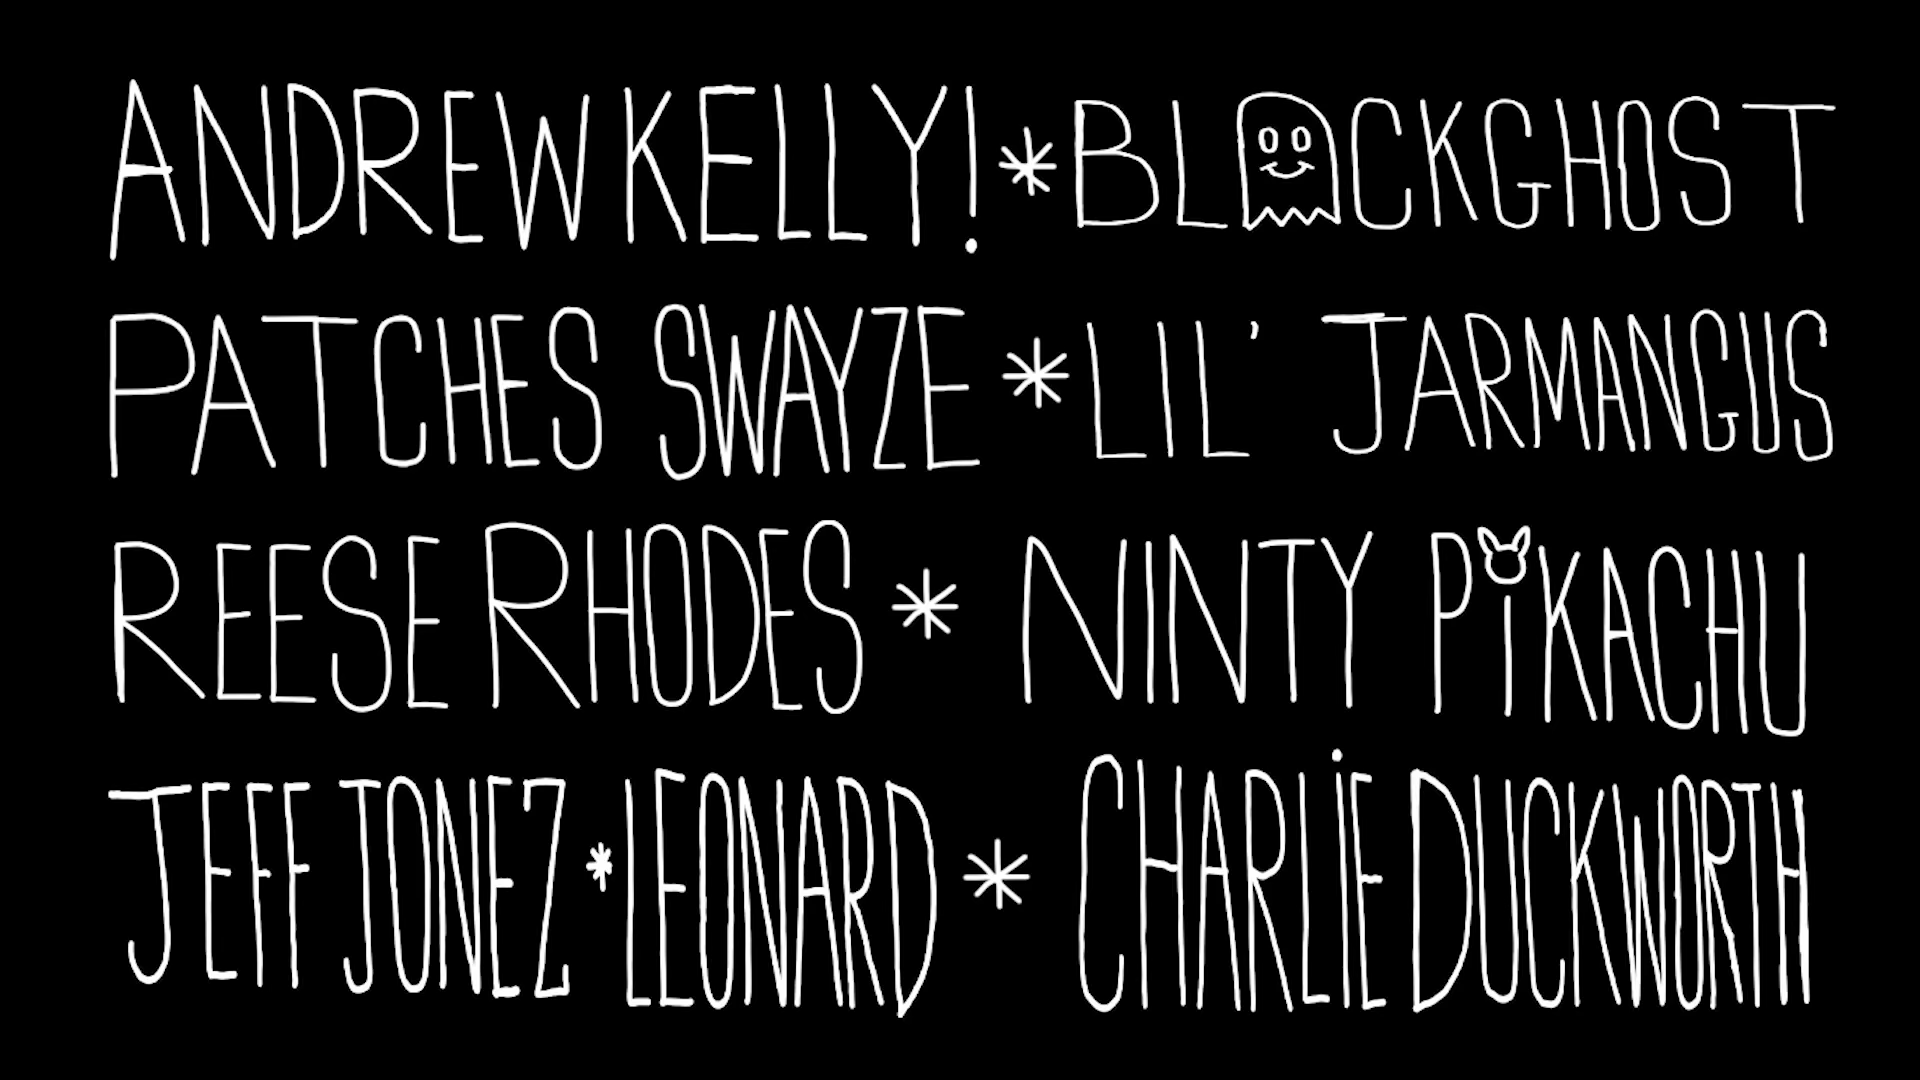 ANDREW KELLY! * BLACKGHOST
PATCHES SWAYZE * LIL' JARMANGUS
REESE RHODES * NINTY PiKACHU
JEFF JONEZ * LEONARD * CHARLiE DUCKWORTH